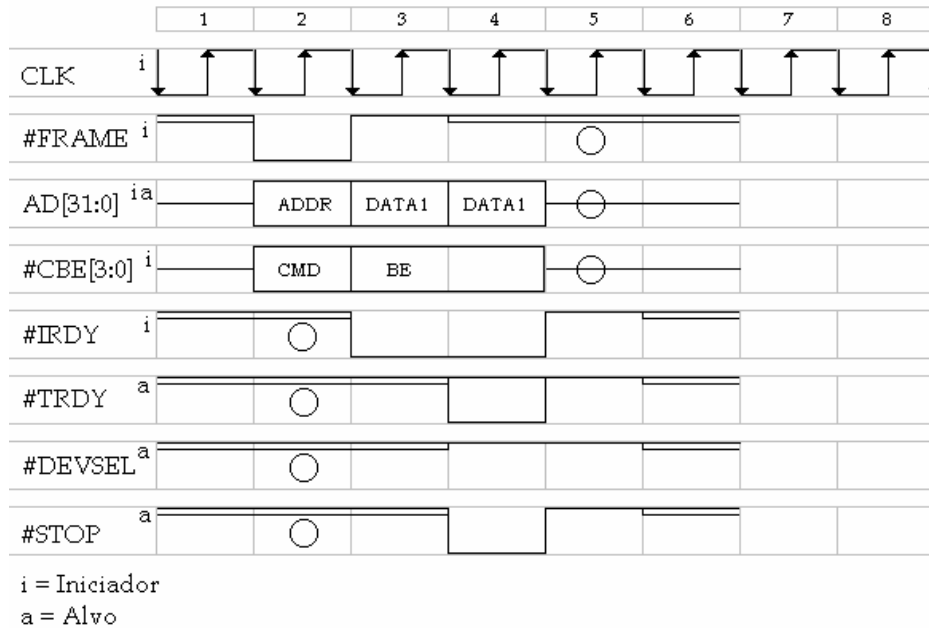 1 2 3 4 5 6 7 8
CLK i
#FRAME i
AD[31:0] ia ADDR DATA1 DATA1
#CBE[3:0] i CMD BE
#IRDY i
#TRDY a
#DEVSEL a
#STOP a
i = Iniciador
a = Alvo